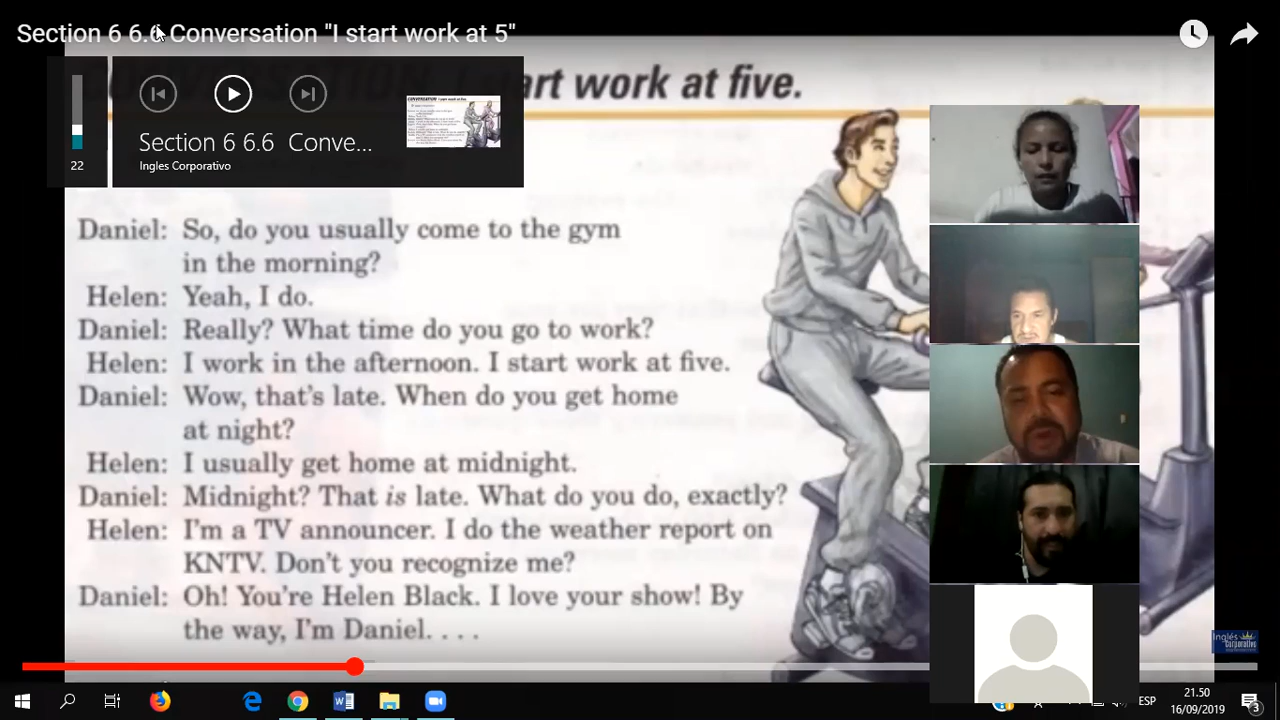 Section 6 6.6 Conversation "I start work at 5"
art work at five.
Section 6 6.6 Conve...
Ingles Corporativo
22
Daniel: So, do you usually come to the gym
in the morning?
Helen: Yeah, I do.
Daniel: Really? What time do you go to work?
Helen: I work in the afternoon. I start work at five.
Daniel: Wow, that's late. When do you get home
at night?
Helen: I usually get home at midnight.
Daniel: Midnight? That is late. What do you do, exactly?
Helen: I'm a TV announcer. I do the weather report on
KNTV. Don't you recognize me?
Daniel: Oh! You're Helen Black. I love your show! By
the way, I'm Daniel. . . .
Inglés
Corporativo
ESP
21.50
16/09/2019
3